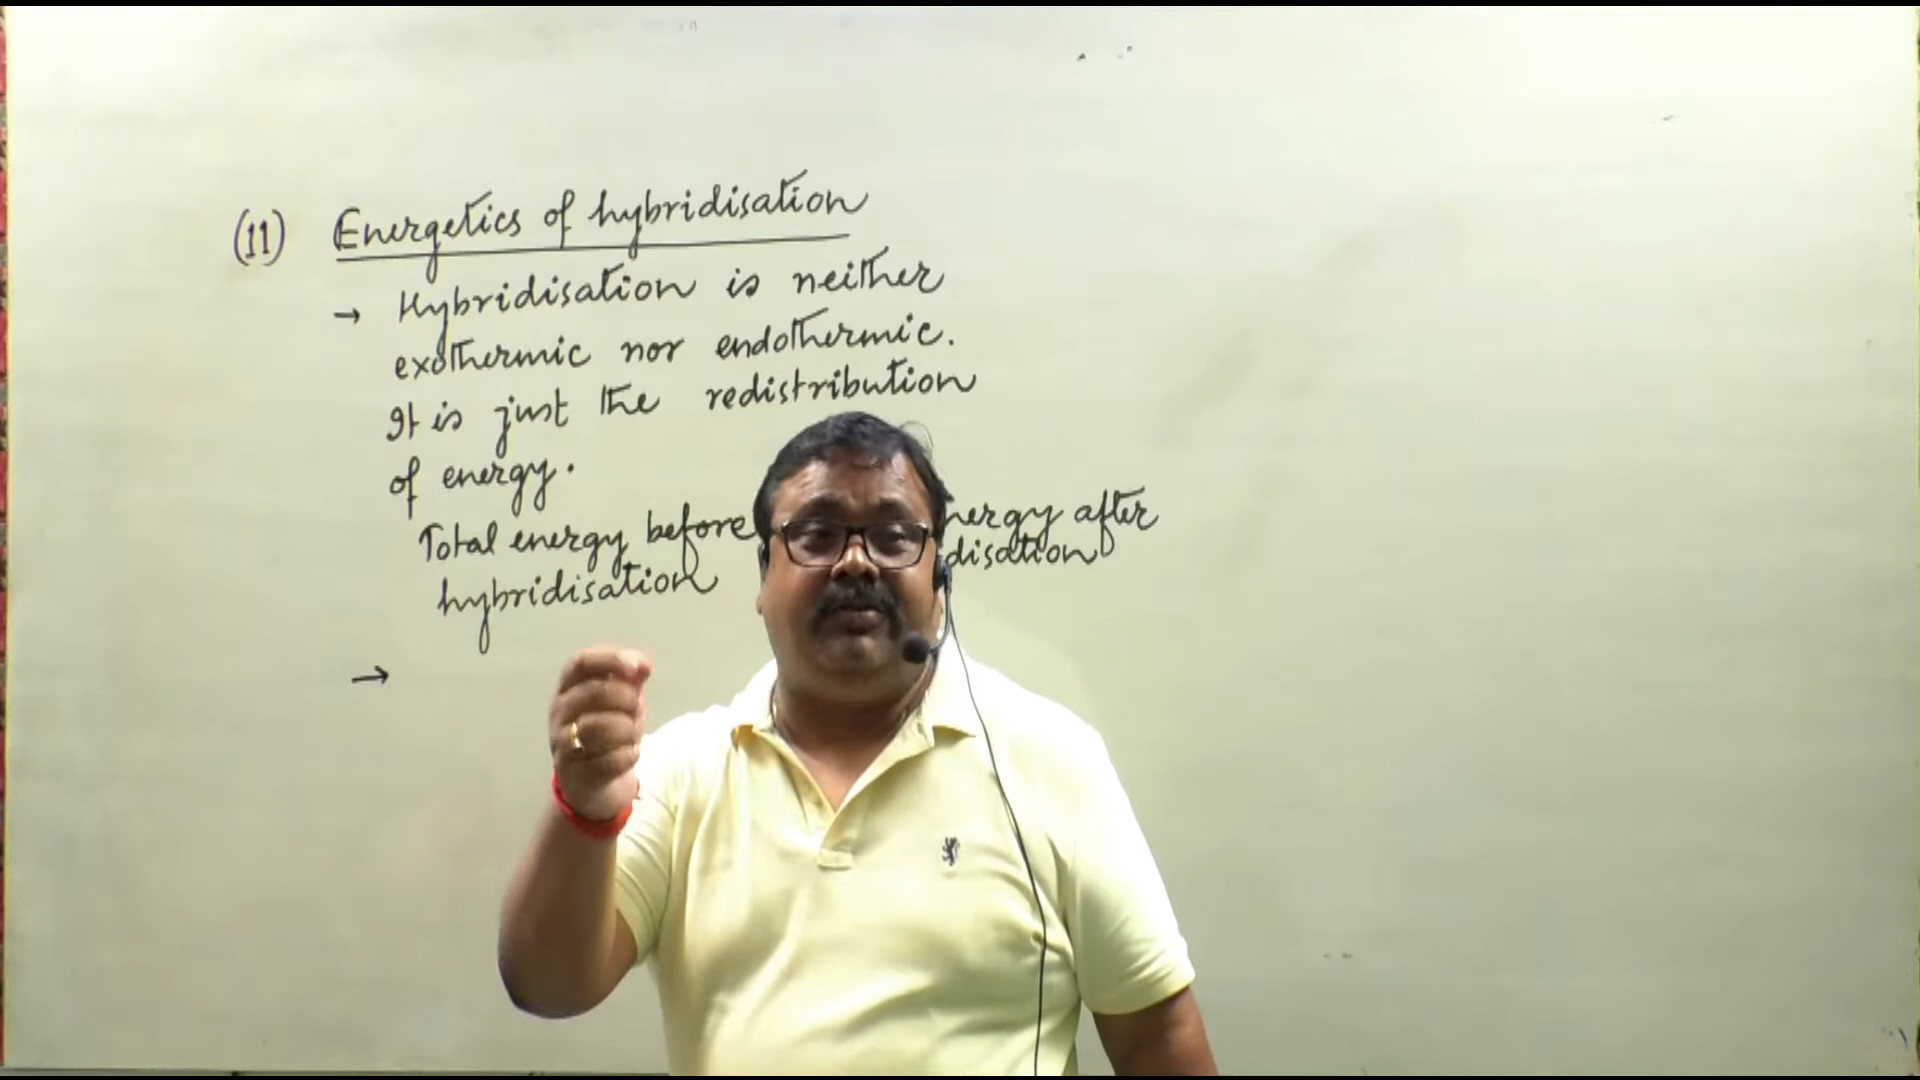 (11) Energetics of hybridisation
→ Hybridisation is neither
exothermic nor endothermic.
It is just the redistribution
of energy.
Total energy before nergy after
hybridisation disation
→